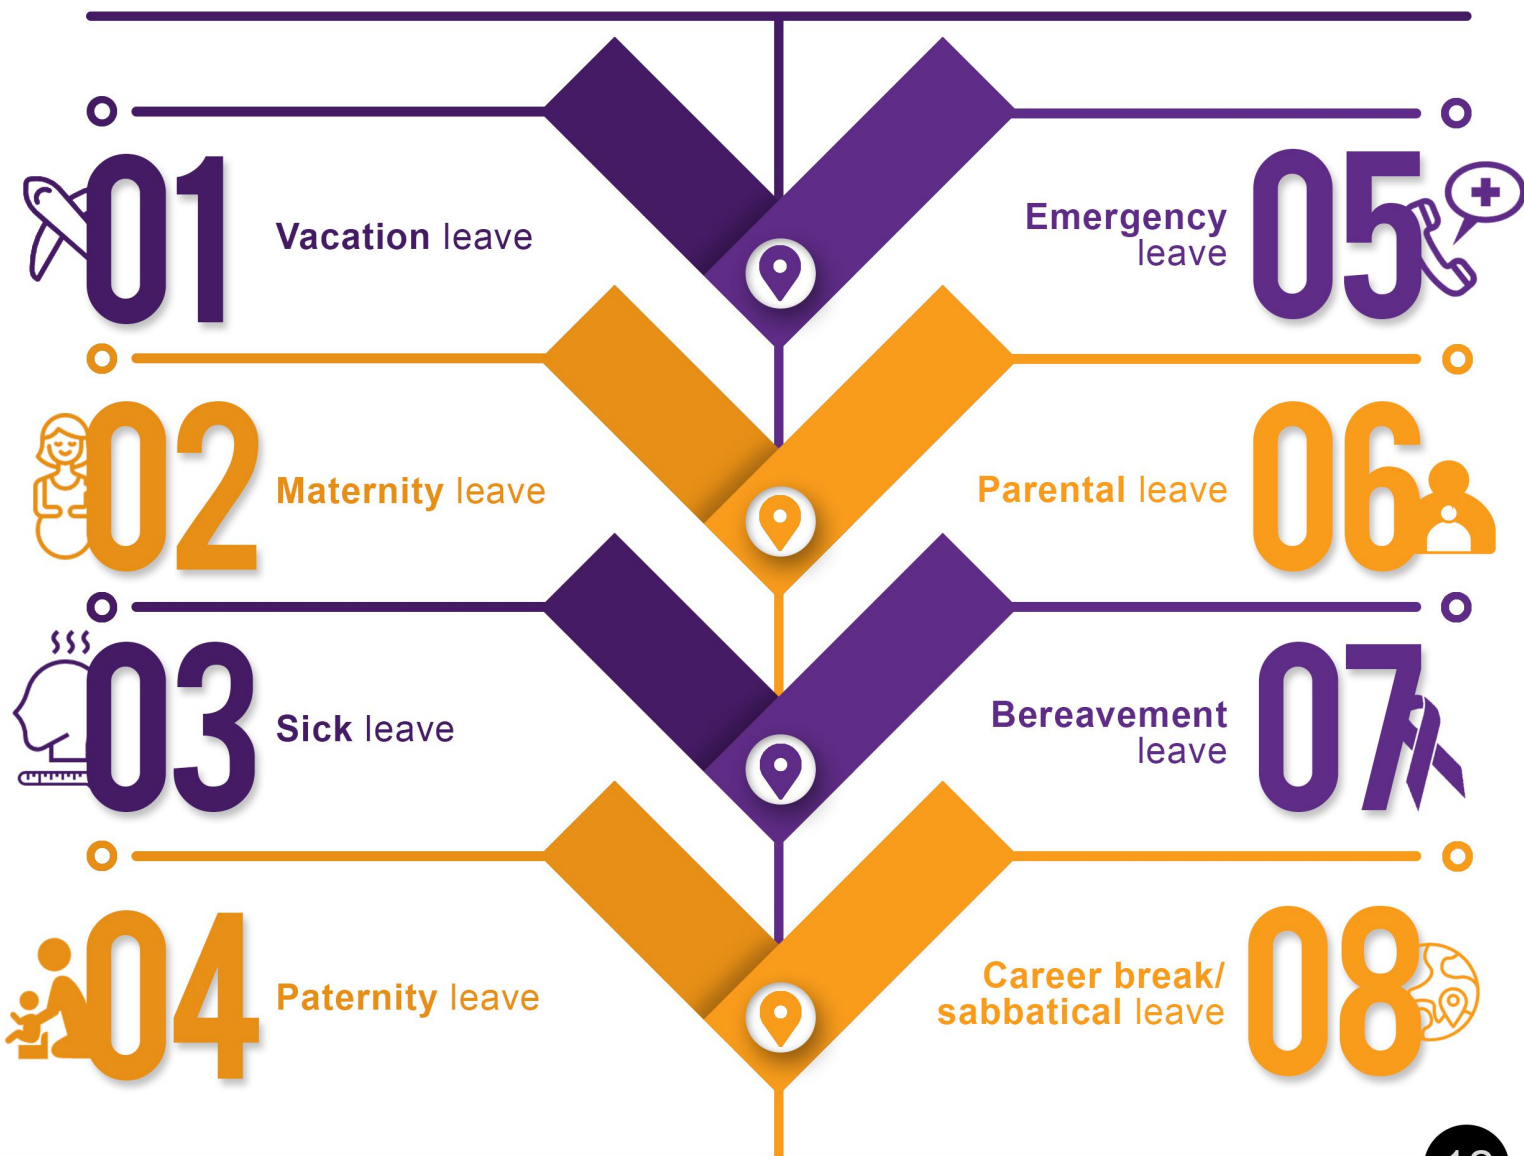 01
Vacation leave
02
Maternity leave
03
Sick leave
04
Paternity leave
05
Emergency
leave
06
Parental leave
07
Bereavement
leave
08
Career break/
sabbatical leave